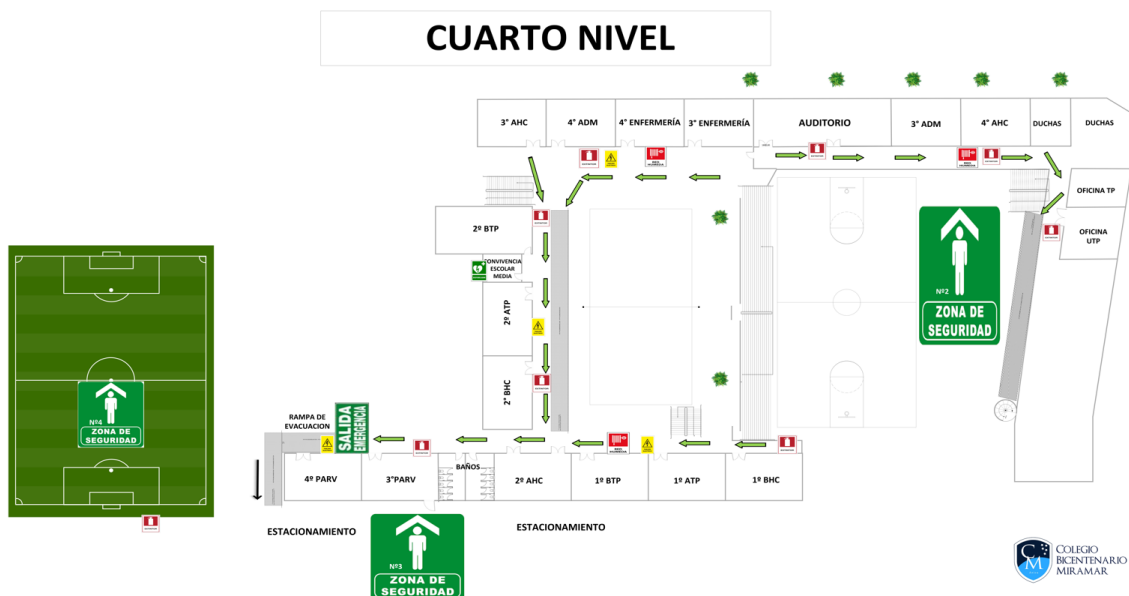 CUARTO NIVEL
3° AHC
4° ADM
4° ENFERMERÍA
3° ENFERMERÍA
AUDITORIO
3° ADM
4° AHC
DUCHAS
DUCHAS
OFICINA TP
OFICINA
UTP
2º BTP
CONVIVENCIA
ESCOLAR
MEDIA
2º ATP
2° BHC
Nº2
ZONA DE
SEGURIDAD
Nº4
ZONA DE
SEGURIDAD
RAMPA DE
EVACUACION
SALIDA
EMERGENCIA
4º PARV
3°PARV
BAÑOS
2º AHC
1º BTP
1º ATP
1º BHC
ESTACIONAMIENTO
ESTACIONAMIENTO
Nº3
ZONA DE
SEGURIDAD
CM
COLEGIO
BICENTENARIO
MIRAMAR